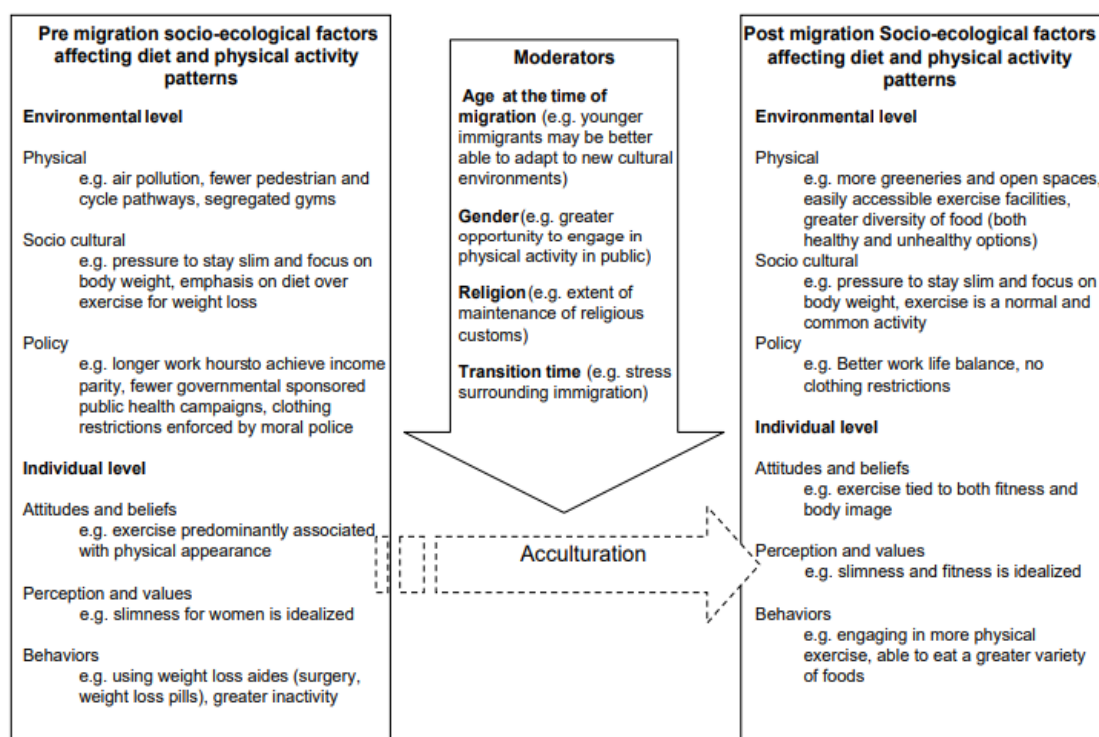 Pre migration socio-ecological factors
affecting diet and physical activity
patterns
Environmental level
Physical
e.g. air pollution, fewer pedestrian and
cycle pathways, segregated gyms
Socio cultural
e.g. pressure to stay slim and focus on
body weight, emphasis on diet over
exercise for weight loss
Policy
e.g. longer work hoursto achieve income
parity, fewer governmental sponsored
public health campaigns, clothing
restrictions enforced by moral police
Individual level
Attitudes and beliefs
e.g. exercise predominantly associated
with physical appearance
Perception and values
e.g. slimness for women is idealized
Behaviors
e.g. using weight loss aides (surgery,
weight loss pills), greater inactivity
Moderators
Age at the time of
migration (e.g. younger
immigrants may be better
able to adapt to new cultural
environments)
Gender(e.g. greater
opportunity to engage in
physical activity in public)
Religion(e.g. extent of
maintenance of religious
customs)
Transition time (e.g. stress
surrounding immigration)
Acculturation
Post migration Socio-ecological factors
affecting diet and physical activity
patterns
Environmental level
Physical
e.g. more greeneries and open spaces,
easily accessible exercise facilities,
greater diversity of food (both
healthy and unhealthy options)
Socio cultural
e.g. pressure to stay slim and focus on
body weight, exercise is a normal and
common activity
Policy
e.g. Better work life balance, no
clothing restrictions
Individual level
Attitudes and beliefs
e.g. exercise tied to both fitness and
body image
Perception and values
e.g. slimness and fitness is idealized
Behaviors
e.g. engaging in more physical
exercise, able to eat a greater variety
of foods